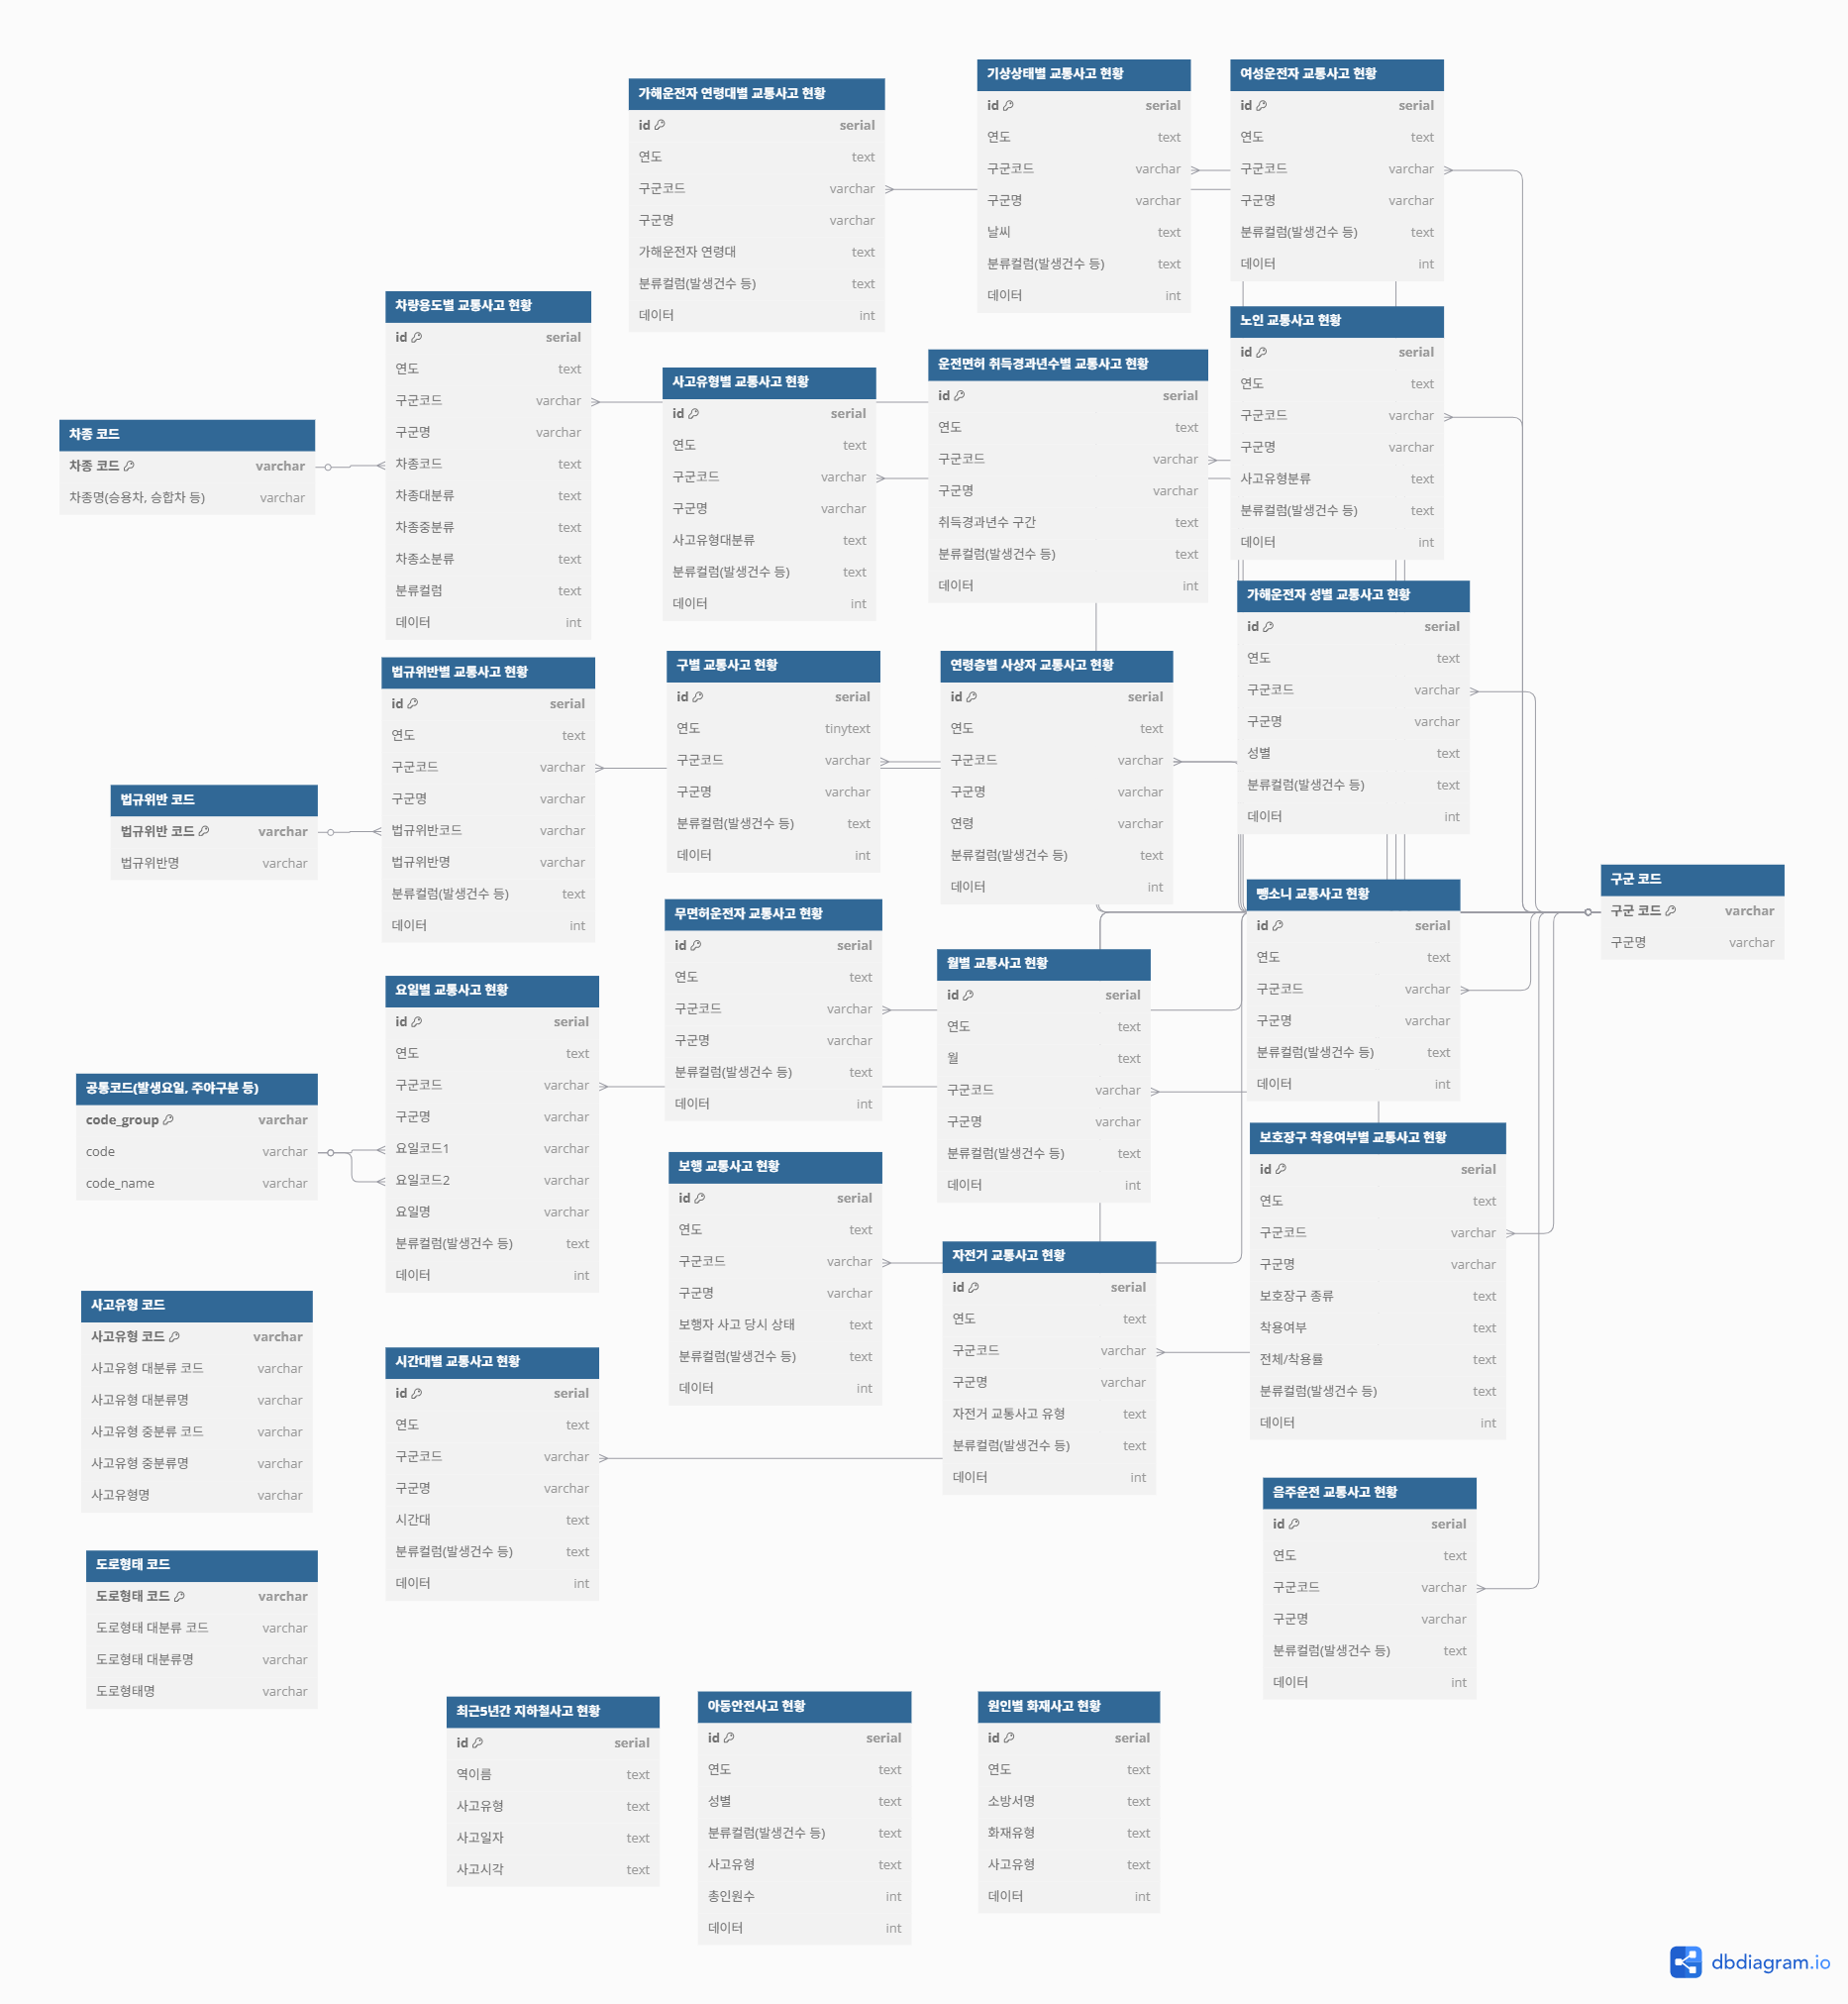 가해운전자 연령대별 교통사고 현황
id serial
연도 text
구군코드 varchar
구군명 varchar
가해운전자 연령대 text
분류컬럼(발생건수 등) text
데이터 int
기상상태별 교통사고 현황
id serial
연도 text
구군코드 varchar
구군명 varchar
날씨 text
분류컬럼(발생건수 등) text
데이터 int
여성운전자 교통사고 현황
id serial
연도 text
구군코드 varchar
구군명 varchar
분류컬럼(발생건수 등) text
데이터 int
차량용도별 교통사고 현황
id serial
연도 text
구군코드 varchar
구군명 varchar
차종코드 text
차종대분류 text
차종중분류 text
차종소분류 text
분류컬럼 text
데이터 int
사고유형별 교통사고 현황
id serial
연도 text
구군코드 varchar
구군명 varchar
사고유형대분류 text
분류컬럼(발생건수 등) text
데이터 int
운전면허 취득경과년수별 교통사고 현황
id serial
연도 text
구군코드 varchar
구군명 varchar
취득경과년수 구간 text
분류컬럼(발생건수 등) text
데이터 int
노인 교통사고 현황
id serial
연도 text
구군코드 varchar
구군명 varchar
사고유형분류 text
분류컬럼(발생건수 등) text
데이터 int
차종 코드
차종 코드 varchar
차종명(승용차, 승합차 등) varchar
가해운전자 성별 교통사고 현황
id serial
연도 text
구군코드 varchar
구군명 varchar
성별 text
분류컬럼(발생건수 등) text
데이터 int
법규위반별 교통사고 현황
id serial
연도 text
구군코드 varchar
구군명 varchar
법규위반코드 varchar
법규위반명 varchar
분류컬럼(발생건수 등) text
데이터 int
구별 교통사고 현황
id serial
연도 tinytext
구군코드 varchar
구군명 varchar
분류컬럼(발생건수 등) text
데이터 int
연령층별 사상자 교통사고 현황
id serial
연도 text
구군코드 varchar
구군명 varchar
연령 varchar
분류컬럼(발생건수 등) text
데이터 int
법규위반 코드
법규위반 코드 varchar
법규위반명 varchar
뺑소니 교통사고 현황
id serial
연도 text
구군코드 varchar
구군명 varchar
분류컬럼(발생건수 등) text
데이터 int
구군 코드
구군 코드 varchar
구군명 varchar
무면허운전자 교통사고 현황
id serial
연도 text
구군코드 varchar
구군명 varchar
분류컬럼(발생건수 등) text
데이터 int
월별 교통사고 현황
id serial
연도 text
월 text
구군코드 varchar
구군명 varchar
분류컬럼(발생건수 등) text
데이터 int
요일별 교통사고 현황
id serial
연도 text
구군코드 varchar
구군명 varchar
요일코드1 varchar
요일코드2 varchar
요일명 varchar
분류컬럼(발생건수 등) text
데이터 int
공통코드(발생요일, 주야구분 등)
code_group varchar
code varchar
code_name varchar
보행 교통사고 현황
id serial
연도 text
구군코드 varchar
구군명 varchar
보행자 사고 당시 상태 text
분류컬럼(발생건수 등) text
데이터 int
보호장구 착용여부별 교통사고 현황
id serial
연도 text
구군코드 varchar
구군명 varchar
보호장구 종류 text
착용여부 text
전체/착용률 text
분류컬럼(발생건수 등) text
데이터 int
자전거 교통사고 현황
id serial
연도 text
구군코드 varchar
구군명 varchar
자전거 교통사고 유형 text
분류컬럼(발생건수 등) text
데이터 int
사고유형 코드
사고유형 코드 varchar
사고유형 대분류 코드 varchar
사고유형 대분류명 varchar
사고유형 중분류 코드 varchar
사고유형 중분류명 varchar
사고유형명 varchar
시간대별 교통사고 현황
id serial
연도 text
구군코드 varchar
구군명 varchar
시간대 text
분류컬럼(발생건수 등) text
데이터 int
음주운전 교통사고 현황
id serial
연도 text
구군코드 varchar
구군명 varchar
분류컬럼(발생건수 등) text
데이터 int
도로형태 코드
도로형태 코드 varchar
도로형태 대분류 코드 varchar
도로형태 대분류명 varchar
도로형태명 varchar
최근5년간 지하철사고 현황
id serial
역이름 text
사고유형 text
사고일자 text
사고시각 text
아동안전사고 현황
id serial
연도 text
성별 text
분류컬럼(발생건수 등) text
사고유형 text
총인원수 int
데이터 int
원인별 화재사고 현황
id serial
연도 text
소방서명 text
화재유형 text
사고유형 text
데이터 int
dbdiagram.io